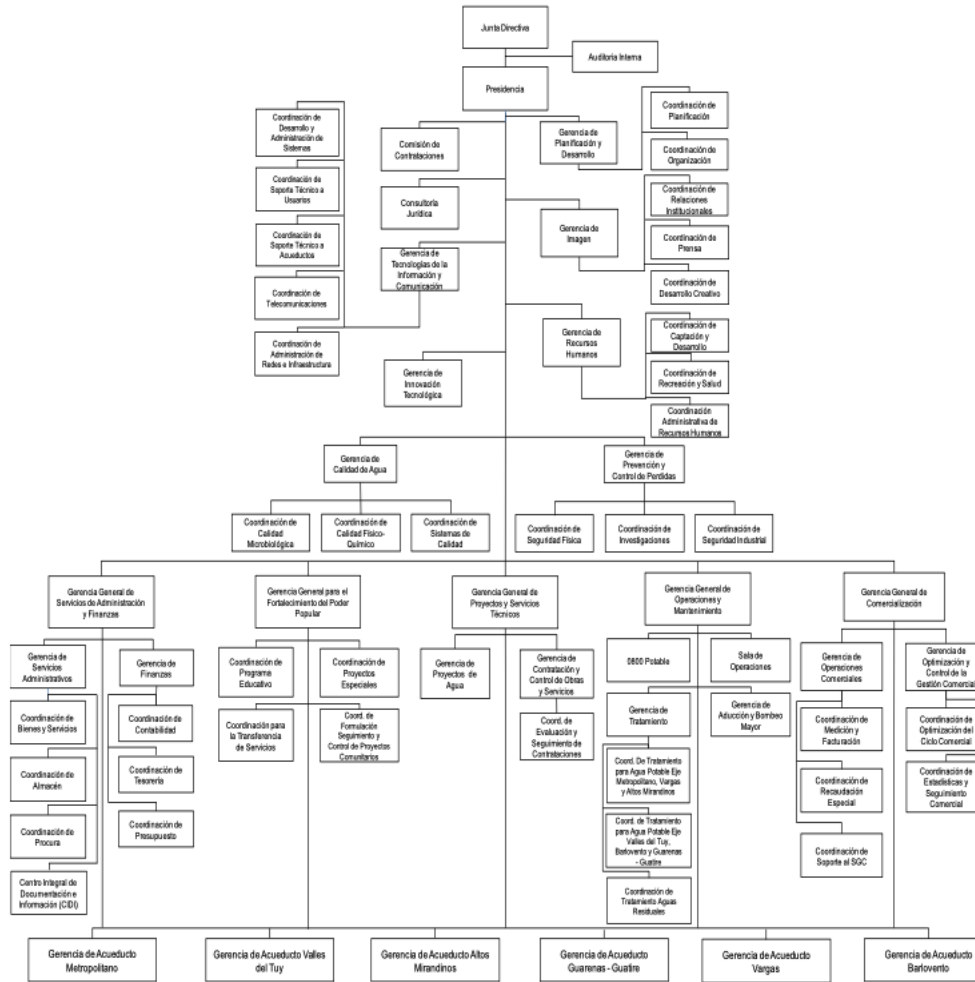 Junta Directiva
Auditoria Interna
Presidencia
Coordinación de
Desarrollo y
Administración de
Sistemas
Coordinación de
Soporte Técnico a
Usuarios
Coordinación de
Soporte Técnico a
Acueductos
Coordinación de
Telecomunicaciones
Coordinación de
Administración de
Redes e Infraestructura
Comisión de
Contrataciones
Consultoría
Jurídica
Gerencia de
Tecnologías de la
Información y
Comunicación
Gerencia de
Innovación
Tecnológica
Gerencia de
Planificación y
Desarrollo
Gerencia de
Imagen
Gerencia de
Recursos
Humanos
Coordinación de
Planificación
Coordinación de
Organización
Coordinación de
Relaciones
Institucionales
Coordinación de
Prensa
Coordinación de
Desarrollo Creativo
Coordinación de
Captación y
Desarrollo
Coordinación de
Recreación y Salud
Coordinación
Administrativa de
Recursos Humanos
Gerencia de
Calidad de Agua
Gerencia de
Prevención y
Control de Perdidas
Coordinación de
Calidad
Microbiológica
Coordinación de
Calidad Físico-
Químico
Coordinación de
Sistemas de
Calidad
Coordinación de
Seguridad Física
Coordinación de
Investigaciones
Coordinación de
Seguridad Industrial
Gerencia General de
Servicios de Administración
y Finanzas
Gerencia General para el
Fortalecimiento del Poder
Popular
Gerencia General de
Proyectos y Servicios
Técnicos
Gerencia General de
Operaciones y
Mantenimiento
Gerencia General de
Comercialización
Gerencia de
Servicios
Administrativos
Coordinación de
Bienes y Servicios
Coordinación de
Almacén
Coordinación de
Procura
Centro Integral de
Documentación e
Información (CIDI)
Gerencia de
Finanzas
Coordinación de
Contabilidad
Coordinación de
Tesorería
Coordinación de
Presupuesto
Coordinación de
Programa
Educativo
Coordinación de
Proyectos
Especiales
Coordinación para
la Transferencia
de Servicios
Coord. de
Formulación
Seguimiento
y Control de Proyectos
Comunitarios
Gerencia de
Proyectos de
Agua
Gerencia de
Contratación y
Control de Obras
y Servicios
Coord. de
Evaluación y
Seguimiento de
Contrataciones
0800 Potable
Sala de
Operaciones
Gerencia de
Tratamiento
Gerencia de
Aducción y Bombeo
Mayor
Coord. De Tratamiento
para Agua Potable Eje
Metropolitano, Vargas
y Altos Mirandinos
Coord. de Tratamiento
para Agua Potable Eje
Valles del Tuy,
Barlovento y Guarenas
- Guatire
Coordinación de
Tratamiento Aguas
Residuales
Gerencia de
Operaciones
Comerciales
Coordinación de
Medición y
Facturación
Coordinación de
Recaudación
Especial
Coordinación de
Soporte al SGC
Gerencia de
Optimización y
Control de la
Gestión Comercial
Coordinación de
Optimización del
Ciclo Comercial
Coordinación de
Estadísticas y
Seguimiento
Comercial
Gerencia de Acueducto
Metropolitano
Gerencia de Acueducto Valles
del Tuy
Gerencia de Acueducto Altos
Mirandinos
Gerencia de Acueducto
Guarenas - Guatire
Gerencia de Acueducto
Vargas
Gerencia de Acueducto
Barlovento